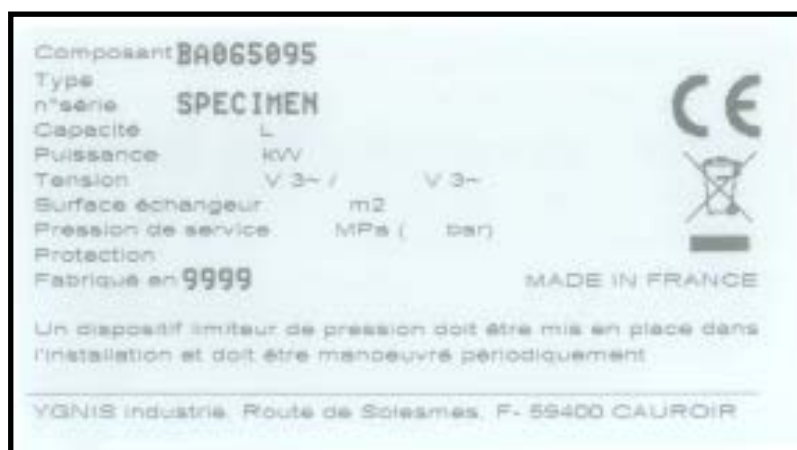 Composant BA065095
Type
n°série SPECIMEN
Capacité L
Puissance kW
Tension V 3~ / V 3~
Surface échangeur m2
Pression de service MPa ( bar)
Protection
Fabriqué en 9999
MADE IN FRANCE
Un dispositif limiteur de pression doit être mis en place dans
l'installation et doit être manoeuvré périodiquement
YGNIS industrie, Route de Solesmes, F- 59400 CAUROIR
CE